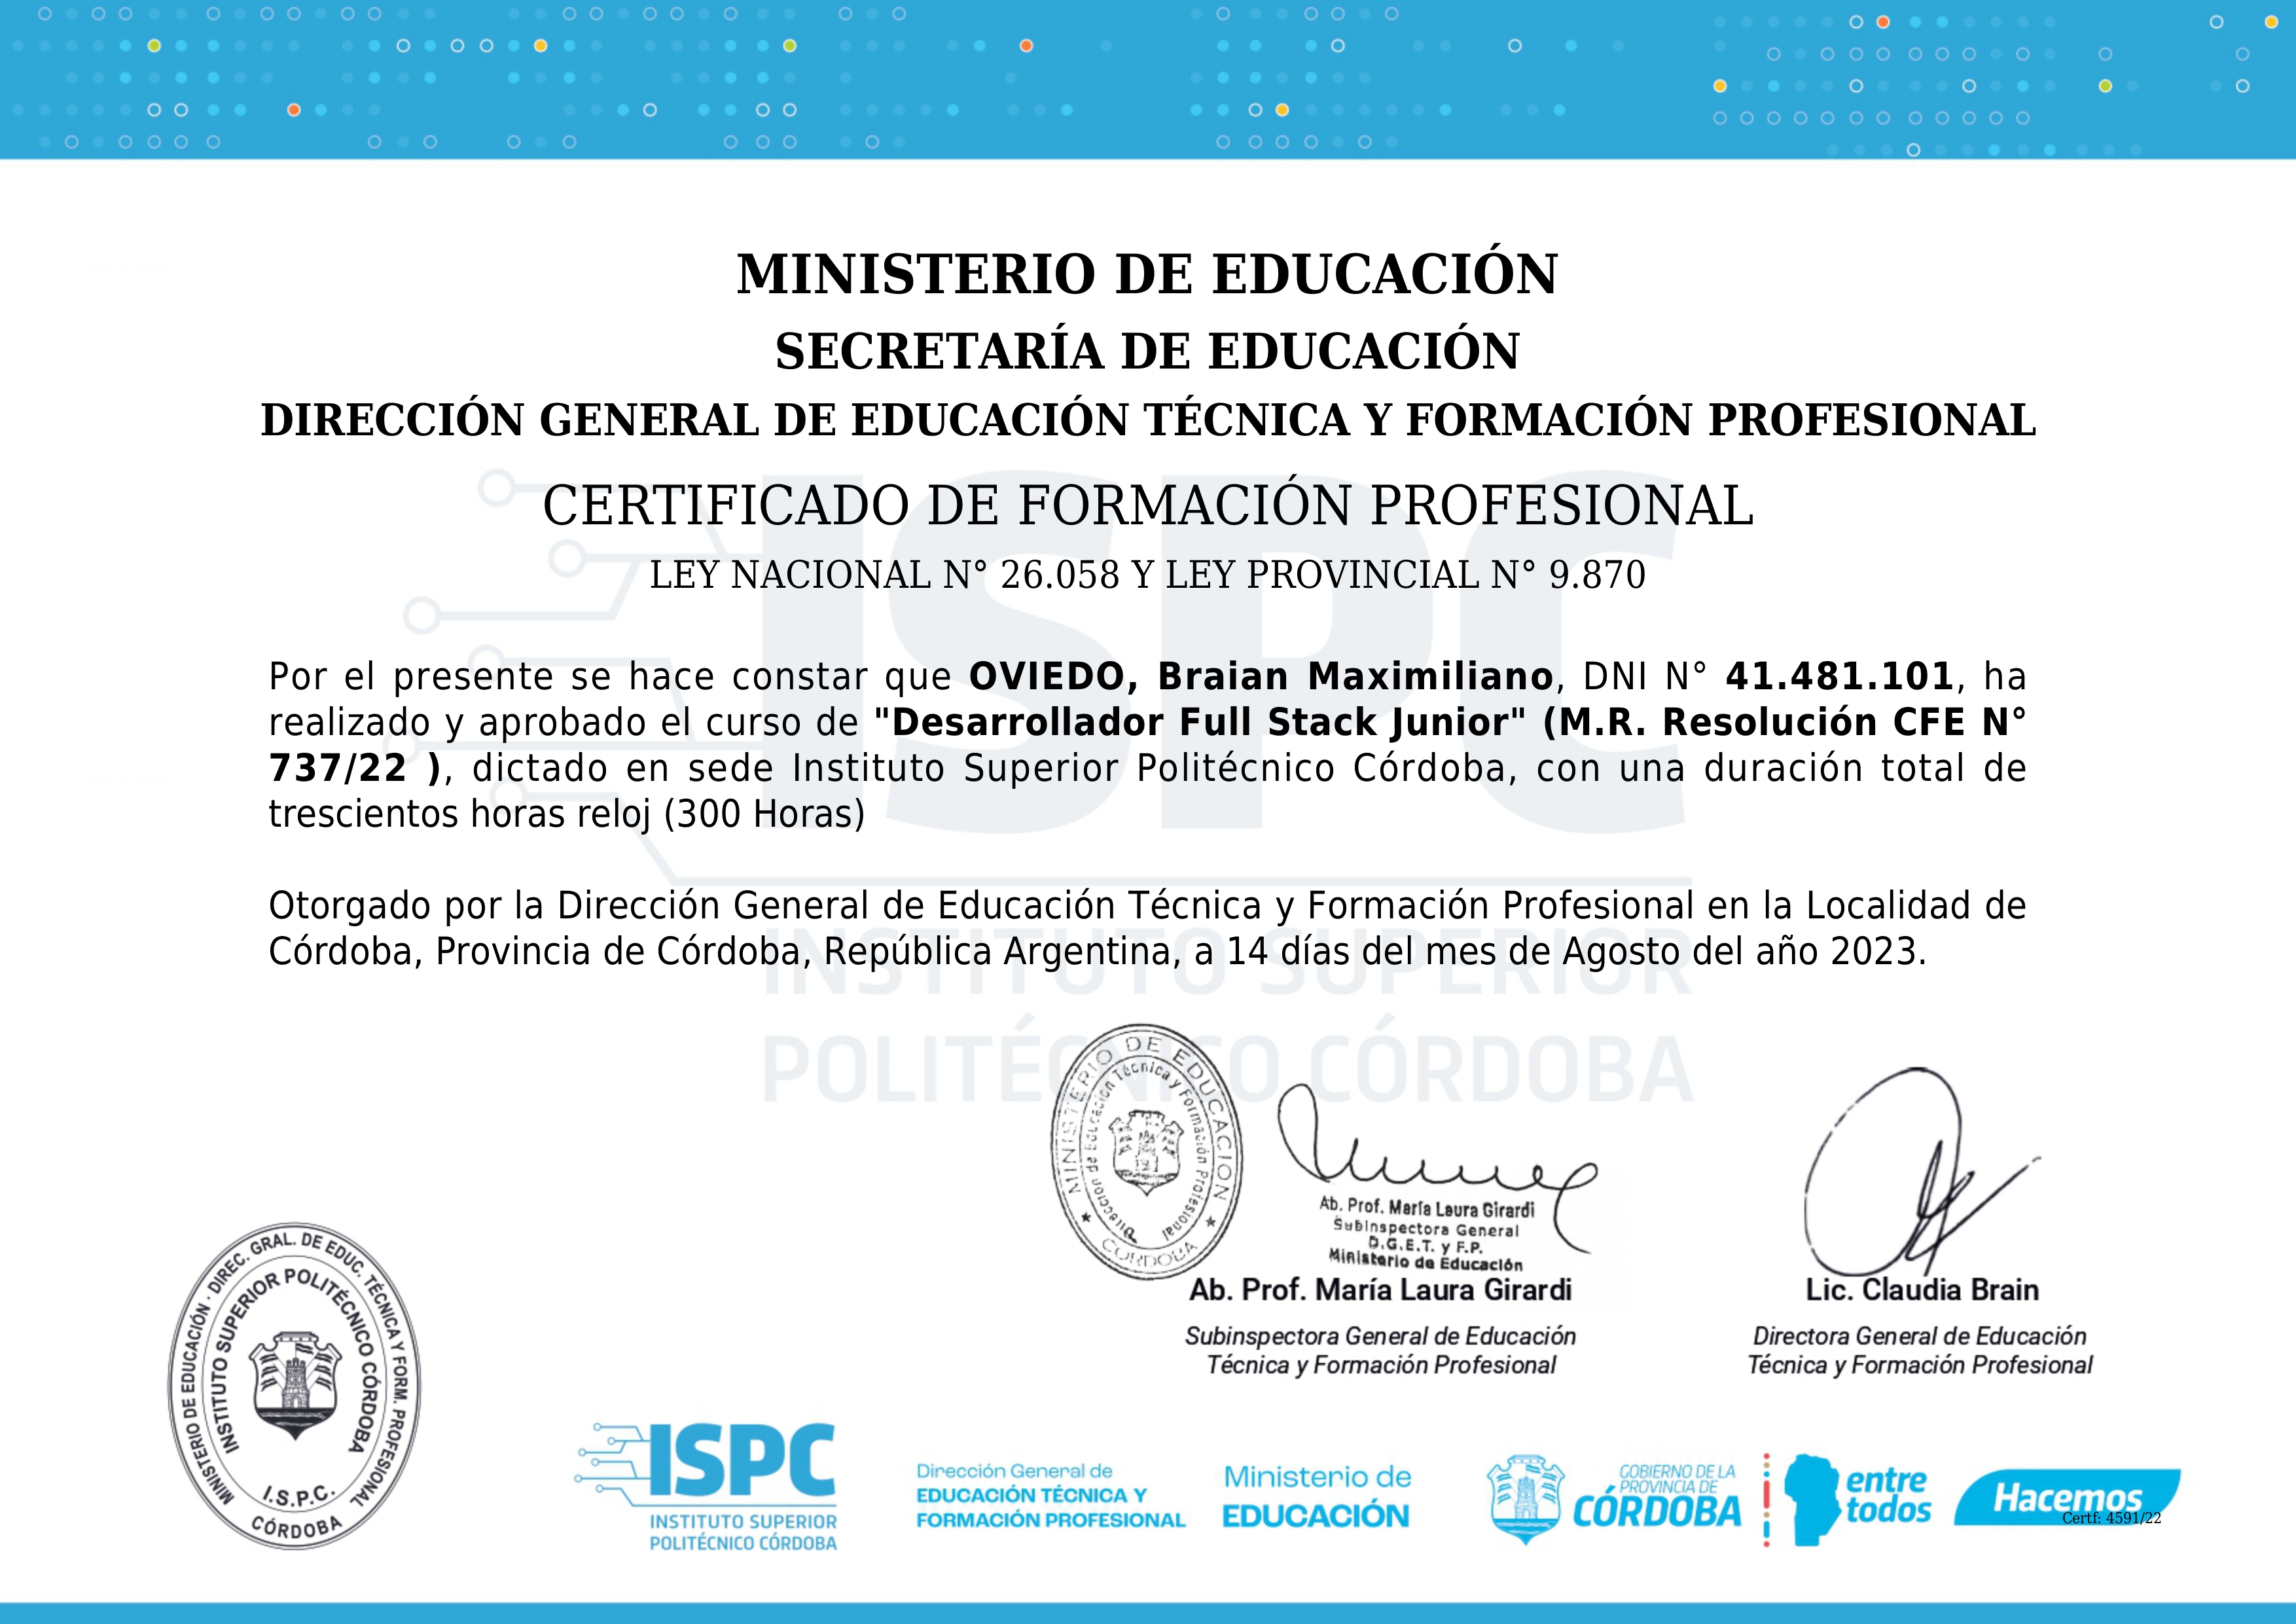 MINISTERIO DE EDUCACIÓN
SECRETARÍA DE EDUCACIÓN
DIRECCIÓN GENERAL DE EDUCACIÓN TÉCNICA Y FORMACIÓN PROFESIONAL
CERTIFICADO DE FORMACIÓN PROFESIONAL
LEY NACIONAL N° 26.058 Y LEY PROVINCIAL N° 9.870
Por el presente se hace constar que OVIEDO, Braian Maximiliano, DNI N° 41.481.101, ha
realizado y aprobado el curso de "Desarrollador Full Stack Junior" (M.R. Resolución CFE N°
737/22 ), dictado en sede Instituto Superior Politécnico Córdoba, con una duración total de
trescientos horas reloj (300 Horas)
Otorgado por la Dirección General de Educación Técnica y Formación Profesional en la Localidad de
Córdoba, Provincia de Córdoba, República Argentina, a 14 días del mes de Agosto del año 2023.
ISPC
INSTITUTO SUPERIOR
POLITÉCNICO CÓRDOBA
MINISTERIO DE EDUCACION
Dirección de Educación Técnica y Formación Profesional
CORDOBA
Ab. Prof. María Laura Girardi
Subinspectora General
D.G.E.T. y F.P.
Ministerio de Educación
Ab. Prof. María Laura Girardi
Subinspectora General de Educación
Técnica y Formación Profesional
Lic. Claudia Brain
Directora General de Educación
Técnica y Formación Profesional
MINISTERIO DE EDUCACIÓN · DIREC. GRAL. DE EDUC. TÉCNICA Y FORM. PROFESIONAL
INSTITUTO SUPERIOR POLITÉCNICO CÓRDOBA
I.S.P.C.
CÓRDOBA
ISPC
INSTITUTO SUPERIOR
POLITÉCNICO CÓRDOBA
Dirección General de
EDUCACIÓN TÉCNICA Y
FORMACIÓN PROFESIONAL
Ministerio de
EDUCACIÓN
GOBIERNO DE LA
PROVINCIA DE
CÓRDOBA
entre
todos
Hacemos
Certf: 4591/22